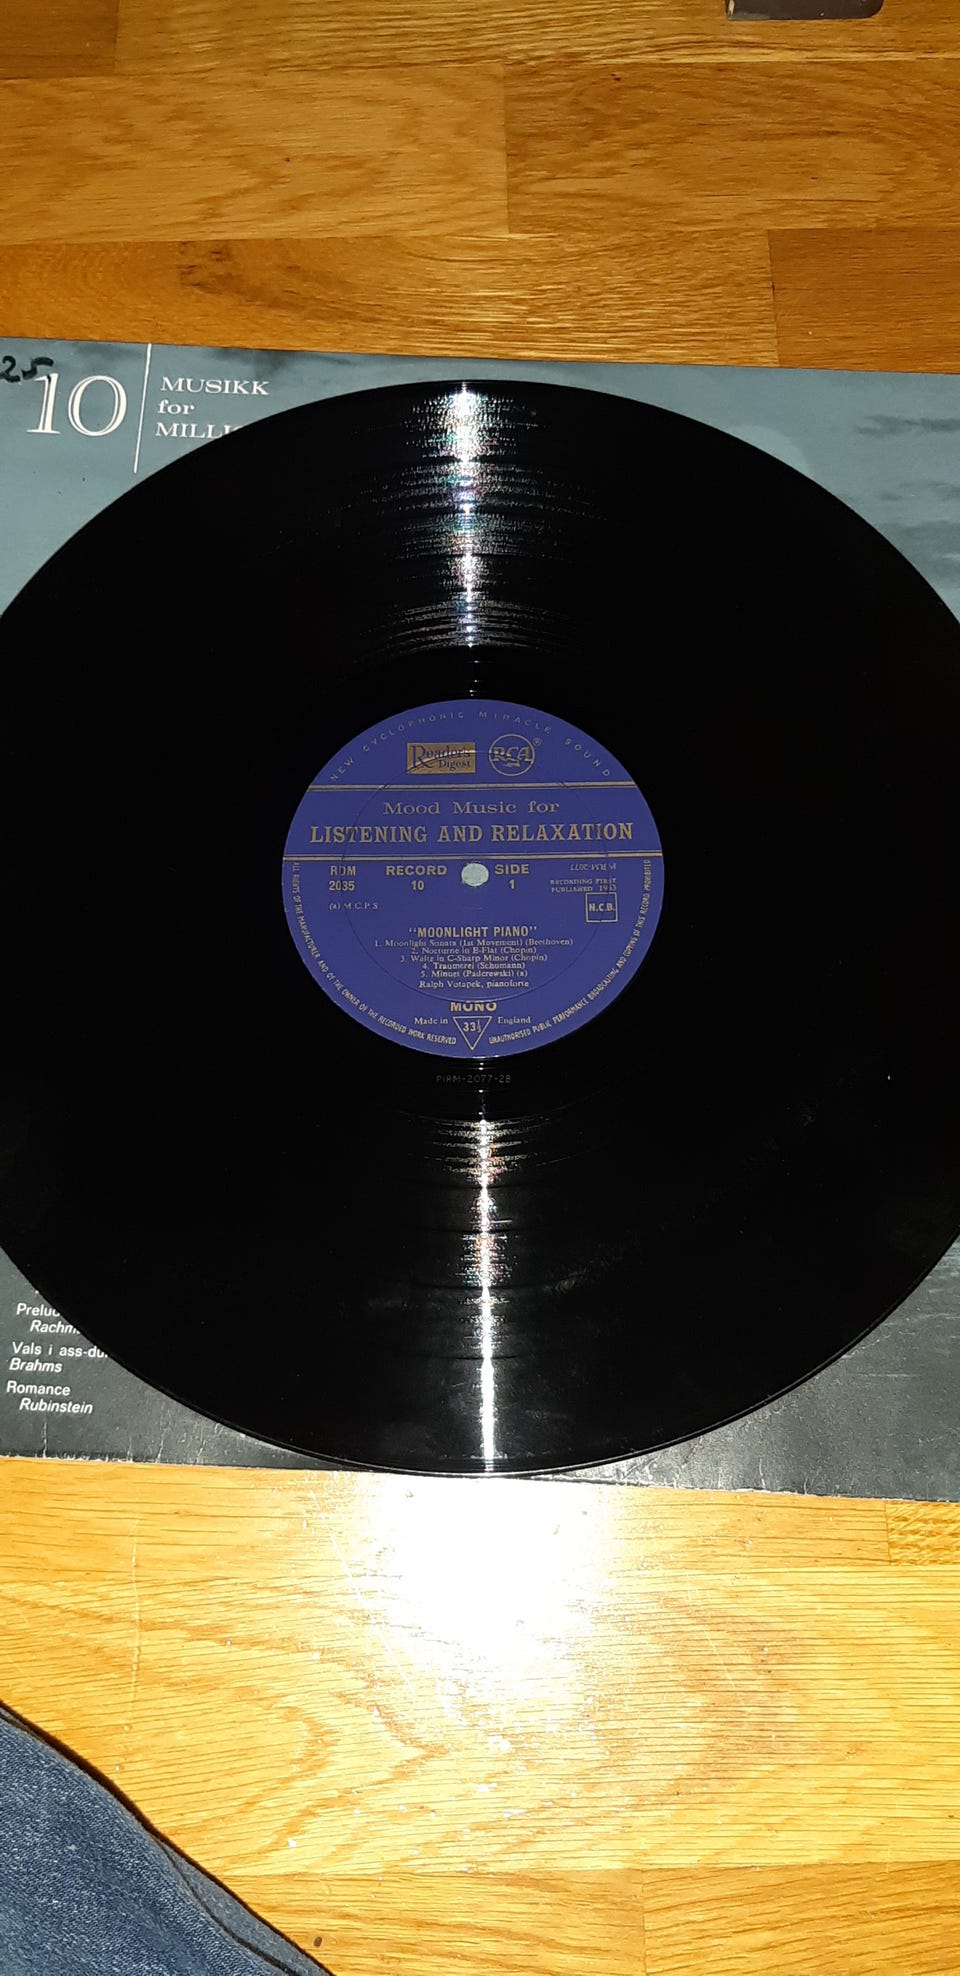 25
10
MUSIKK
for
NEW CYCLOPHONIC MIRACLE SOUND
Reader's Digest
RCA ®
Mood Music for
LISTENING AND RELAXATION
RDM
2035
RECORD
10
SIDE
1
RECORDING FIRST
PUBLISHED 1963
(a) M.C.P.S.
N.C.B.
"MOONLIGHT PIANO"
1. Moonlight Sonata (1st Movement) (Beethoven)
2. Nocturne in E-Flat (Chopin)
3. Waltz in C-Sharp Minor (Chopin)
4. Traumerei (Schumann)
5. Minuet (Paderewski) (a)
Ralph Votapek, pianoforte
MONO
Made in
33⅓
England
ALL RIGHTS OF THE MANUFACTURER AND OF THE OWNER OF THE RECORDED WORK RESERVED
UNAUTHORISED PUBLIC PERFORMANCE BROADCASTING AND COPYING OF THIS RECORD PROHIBITED
PIRM-2077-2B
Vals i ass-du
Brahms
Romance
Rubinstein